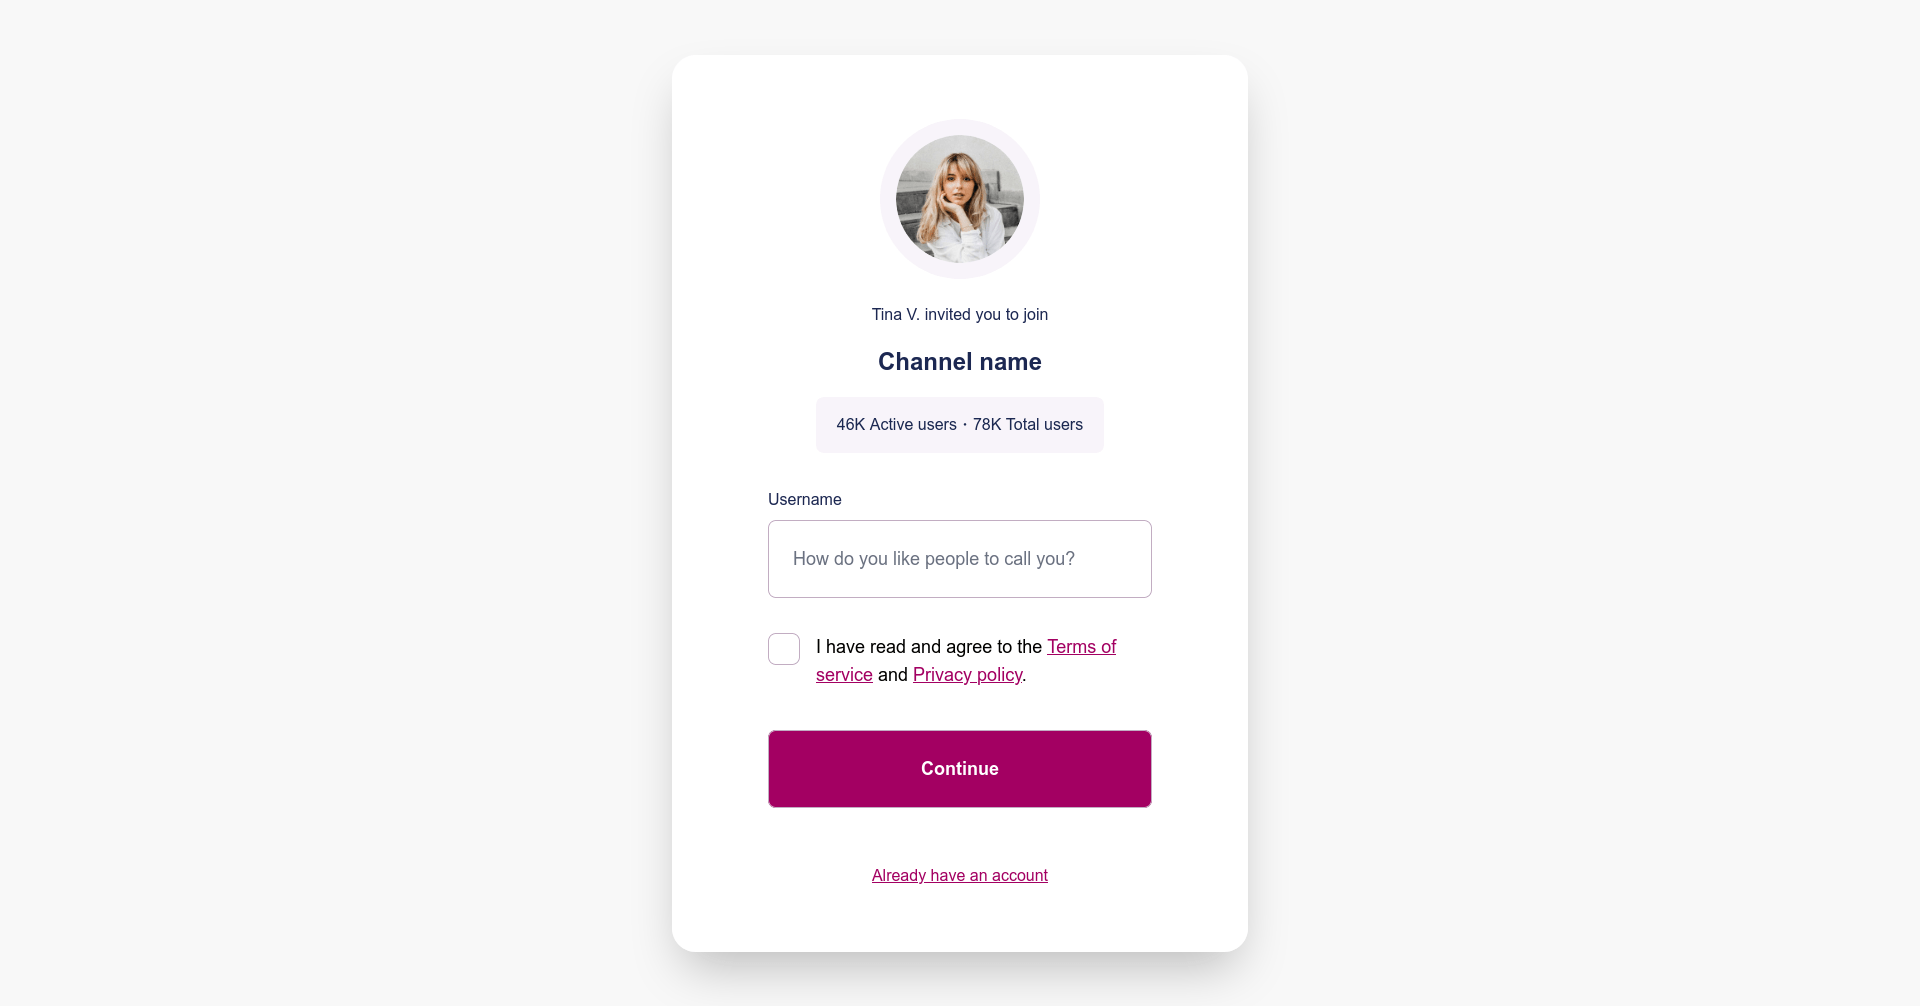 Tina V. invited you to join
Channel name
46K Active users · 78K Total users
Username
How do you like people to call you?
I have read and agree to the Terms of
service and Privacy policy.
Continue
Already have an account